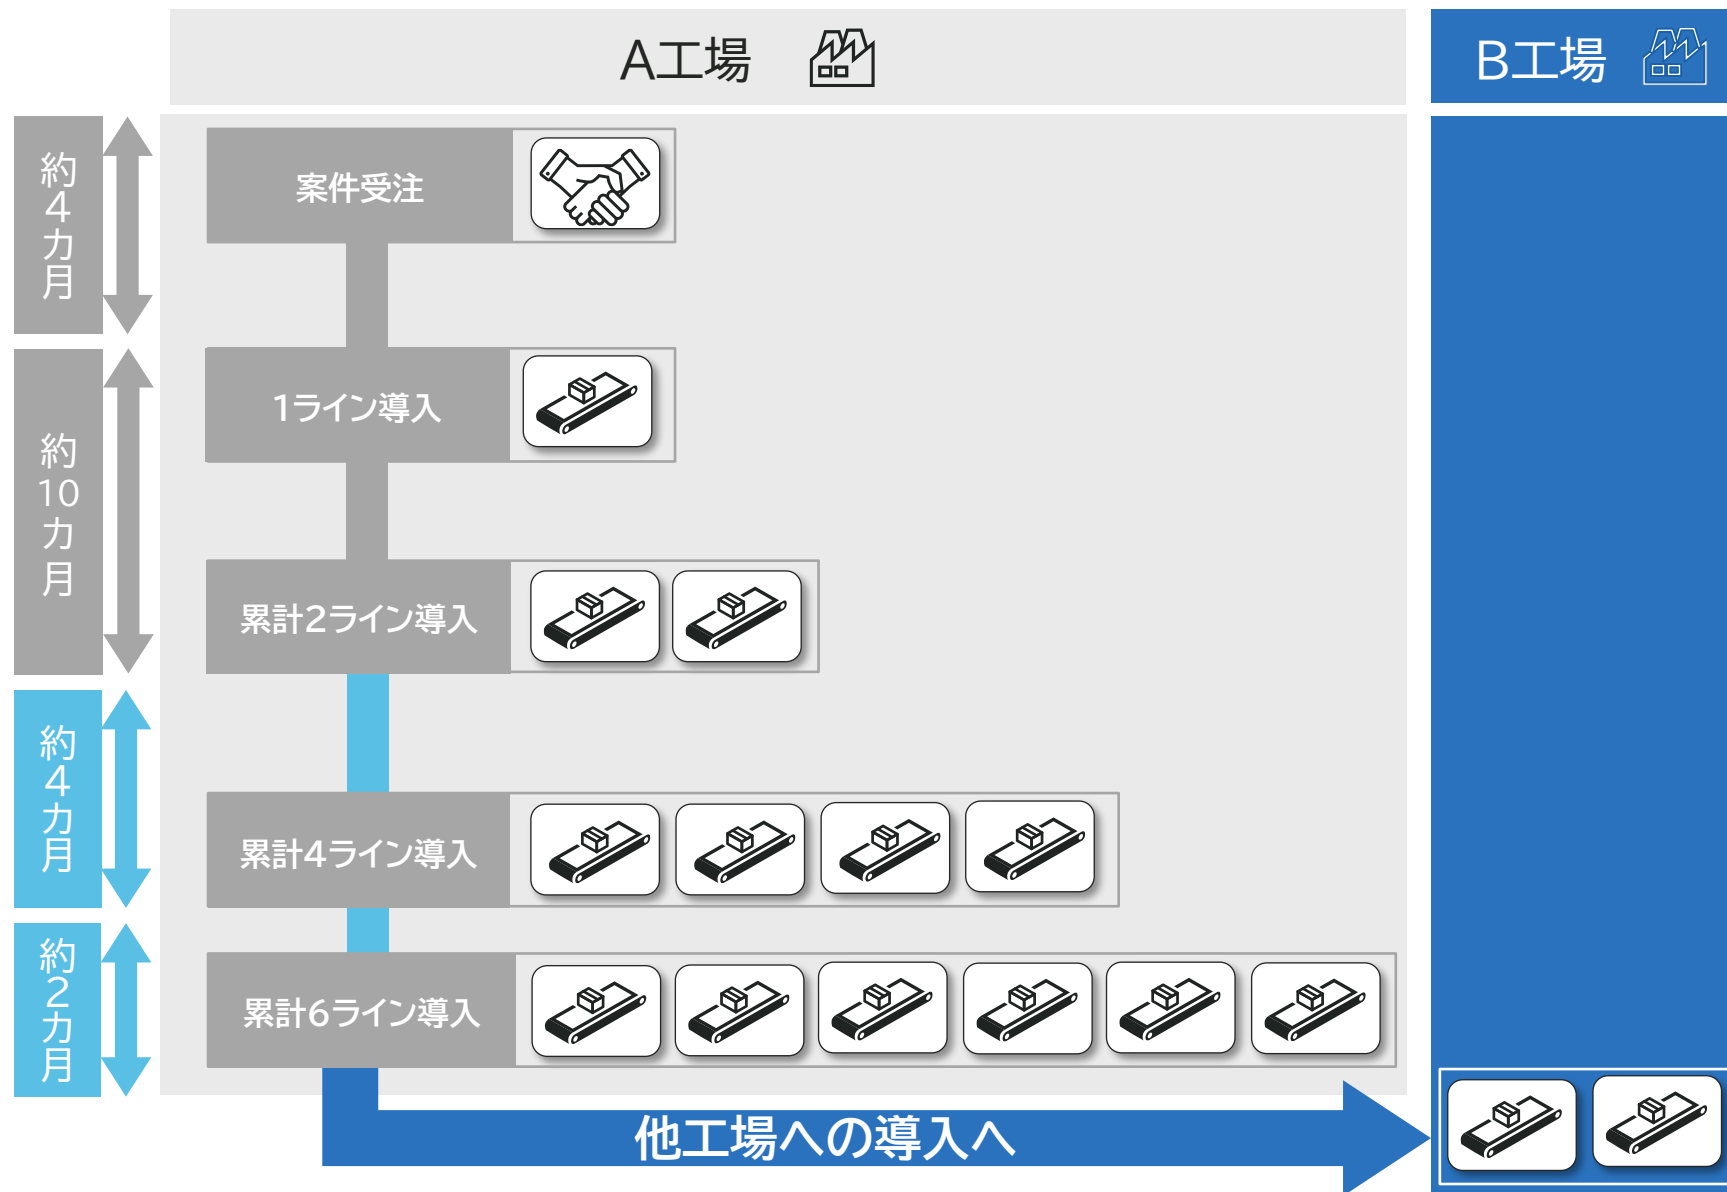 A工場
B工場
約4カ月
案件受注
約10カ月
1ライン導入
累計2ライン導入
約4カ月
累計4ライン導入
約2カ月
累計6ライン導入
他工場への導入へ